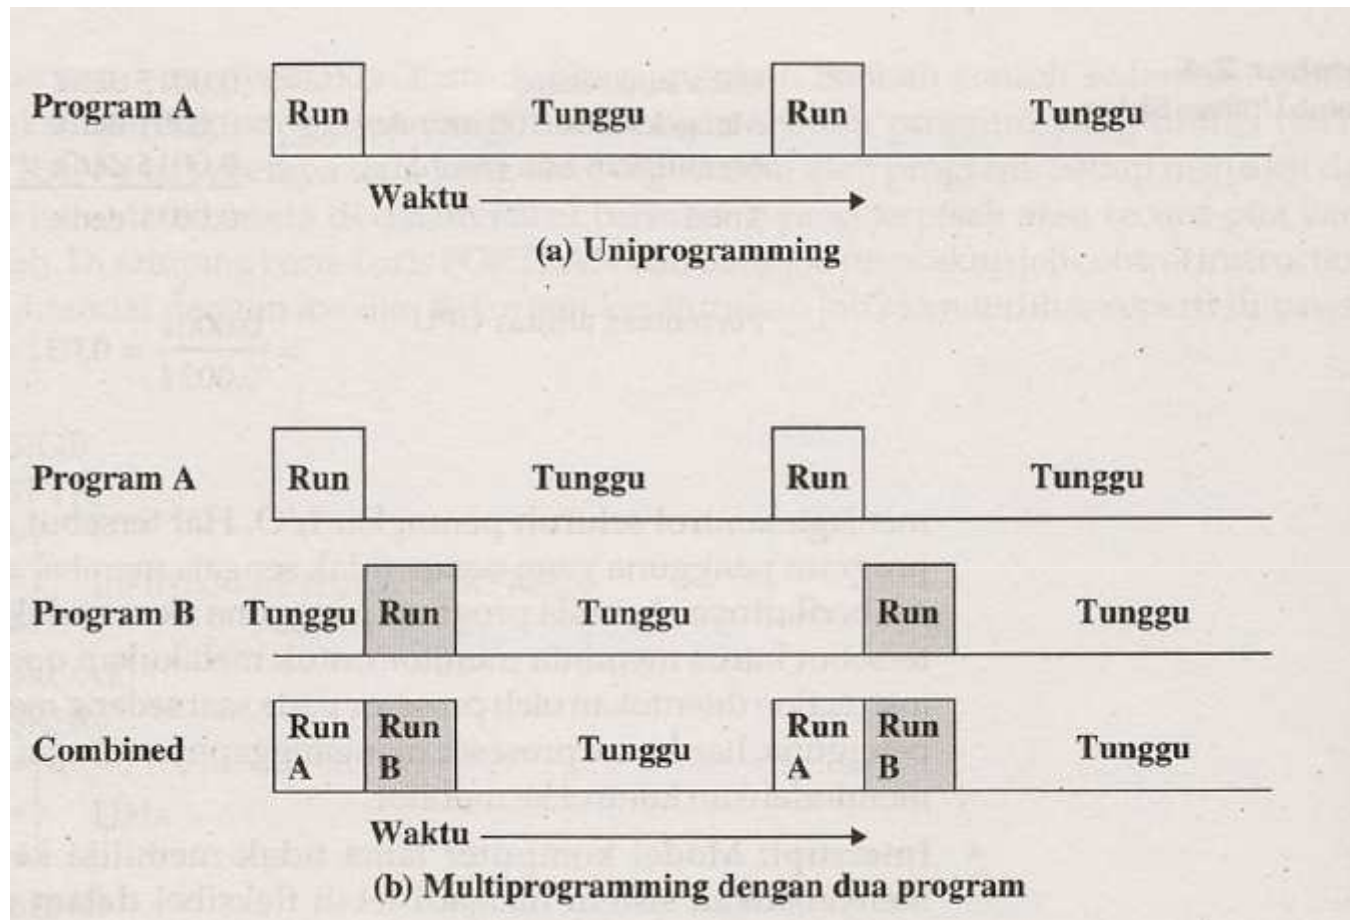 Program A Run Tunggu Run Tunggu
Waktu
(a) Uniprogramming
Program A Run Tunggu Run Tunggu
Program B Tunggu Run Tunggu Run Tunggu
Combined Run A Run B Tunggu Run A Run B Tunggu
Waktu
(b) Multiprogramming dengan dua program